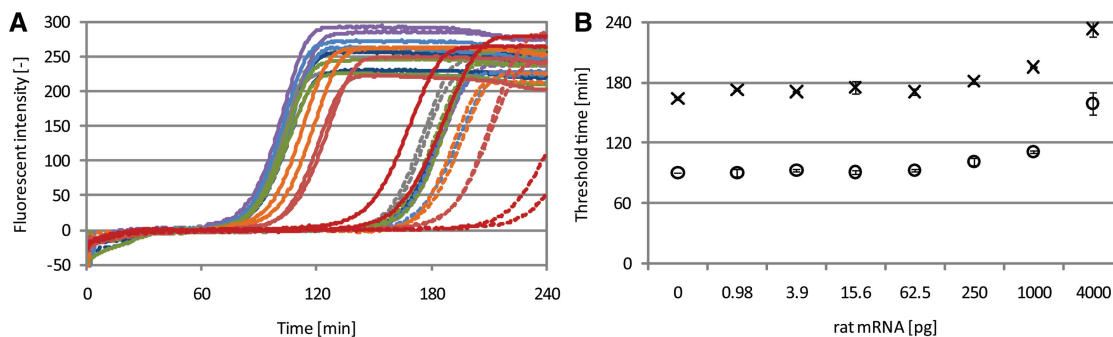 A
Fluorescent intensity [-]
300
250
200
150
100
50
0
-50
0 60 120 180 240
Time [min]
B
Threshold time [min]
240
180
120
60
0
0 0.98 3.9 15.6 62.5 250 1000 4000
rat mRNA [pg]